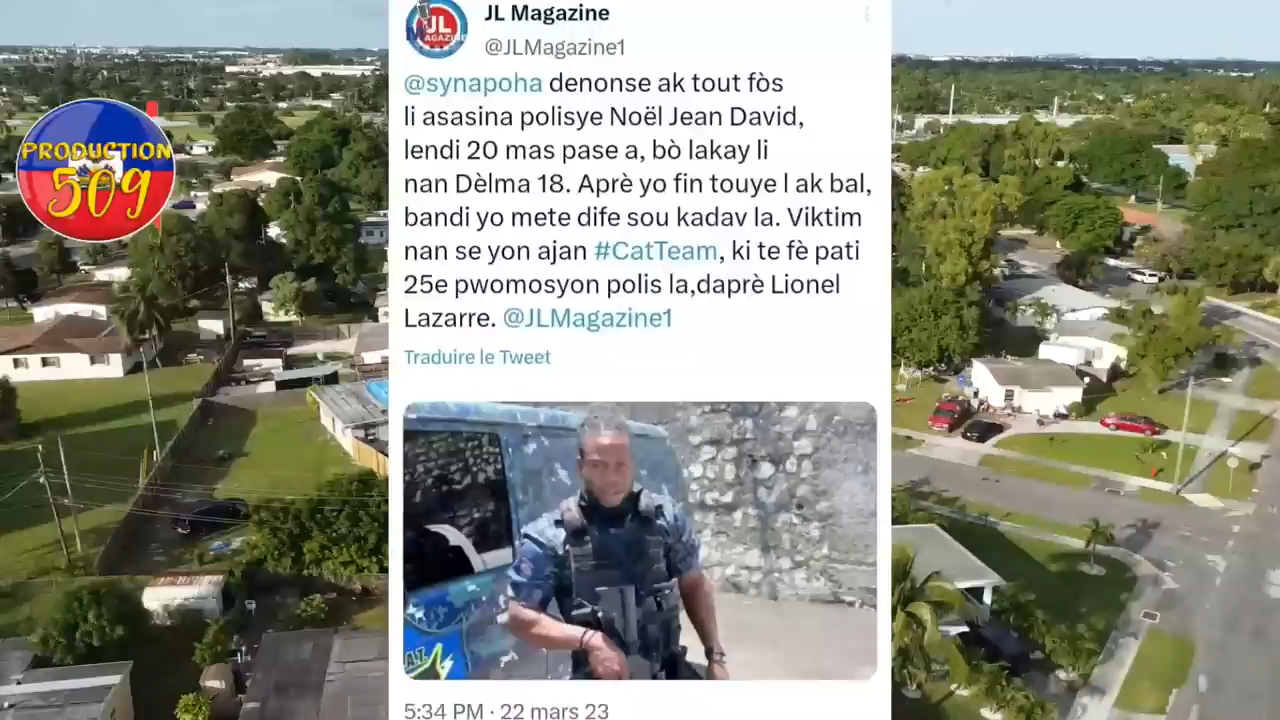 JL Magazine
@JLMagazine1
@synapoha denonse ak tout fòs
li asasina polisye Noël Jean David,
lendi 20 mas pase a, bò lakay li
nan Dèlma 18. Aprè yo fin touye l ak bal,
bandi yo mete dife sou kadav la. Viktim
nan se yon ajan #CatTeam, ki te fè pati
25e pwomosyon polis la,daprè Lionel
Lazarre. @JLMagazine1
Traduire le Tweet
5:34 PM · 22 mars 23
PRODUCTION
509
JL
MAGAZINE